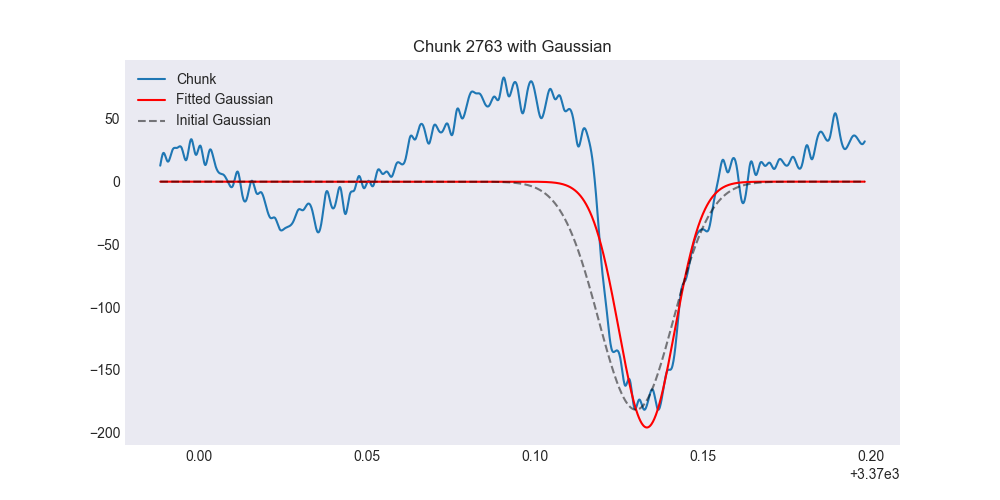 Chunk 2763 with Gaussian
Chunk
Fitted Gaussian
Initial Gaussian
50
0
−50
−100
−150
−200
0.00 0.05 0.10 0.15 0.20
+3.37e3